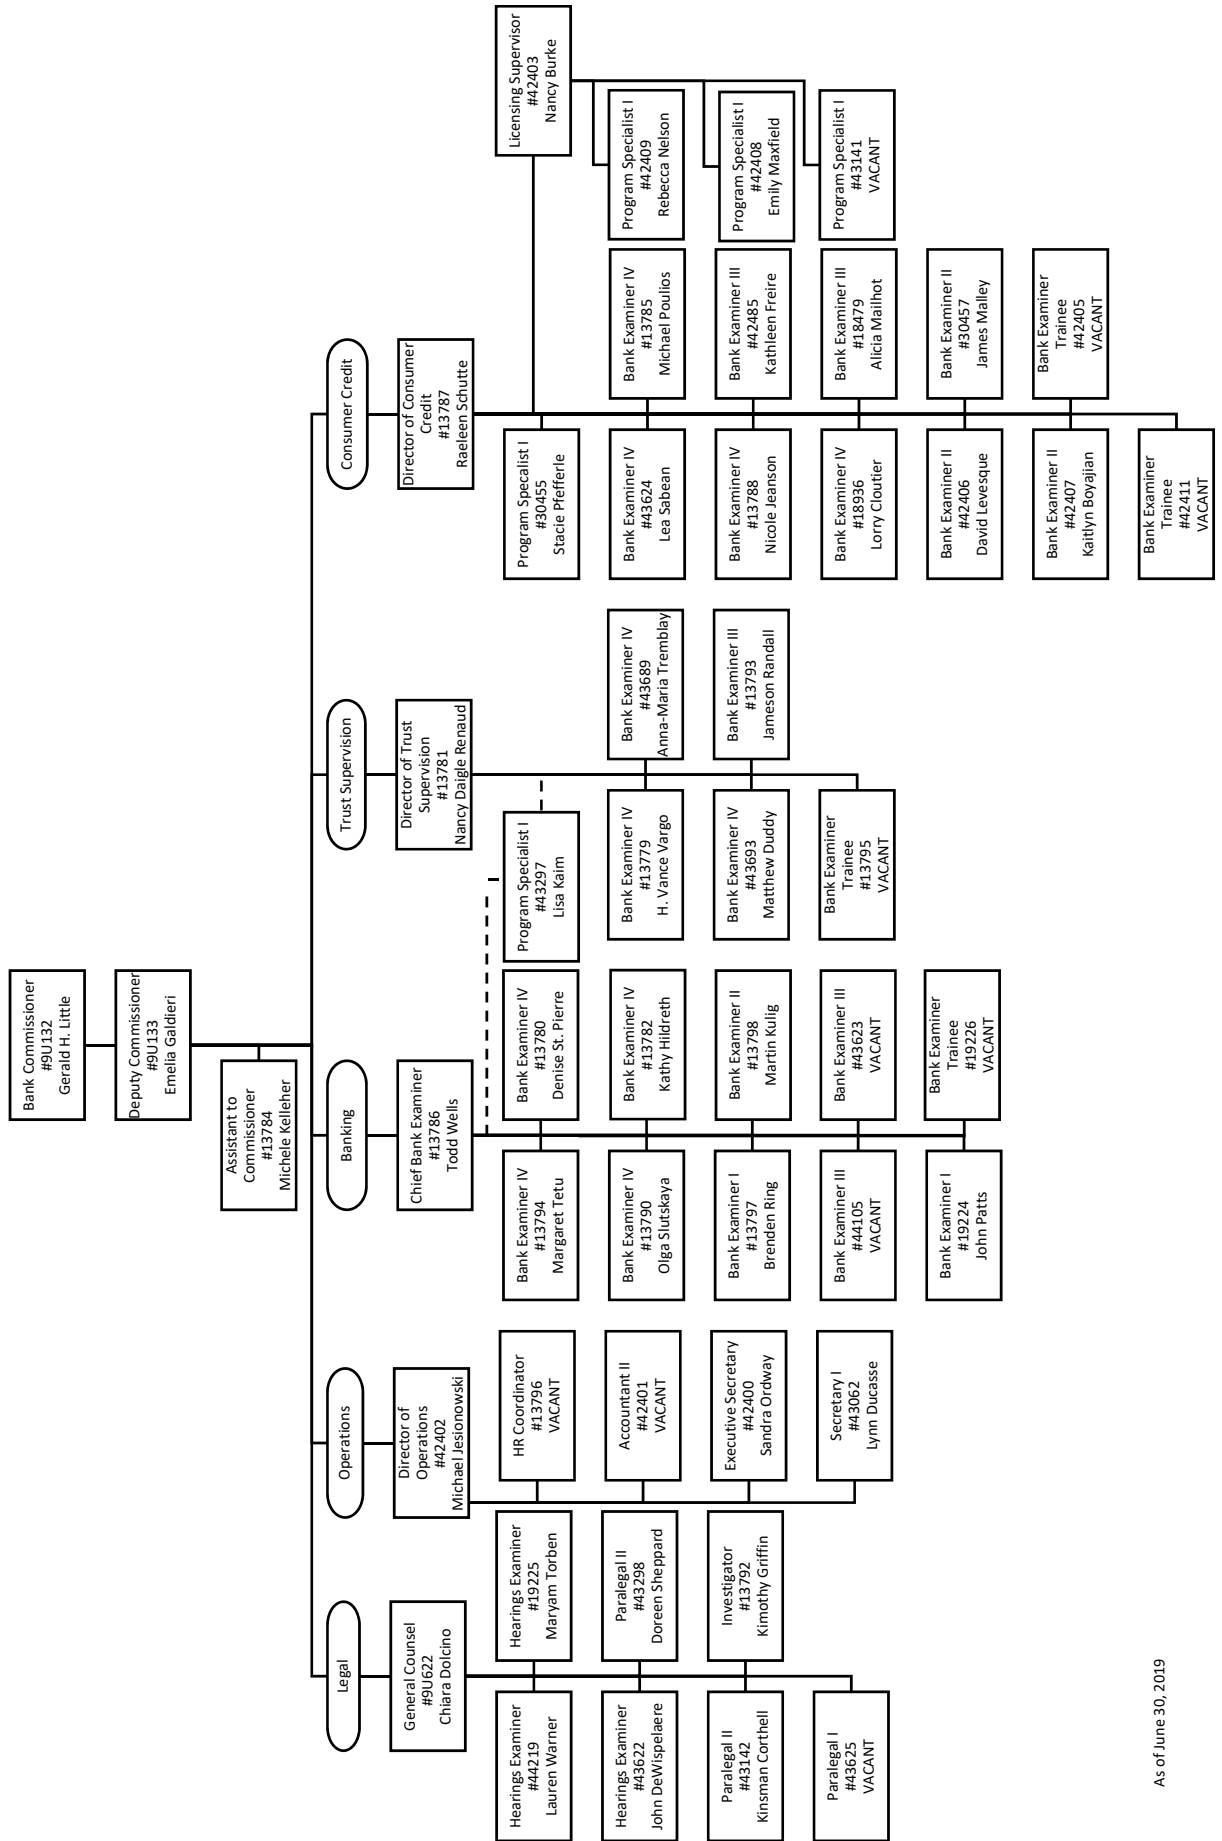 Bank Commissioner
#9U132
Gerald H. Little
Deputy Commissioner
#9U133
Emelia Galdieri
Assistant to
Commissioner
#13784
Michele Kelleher
Legal
General Counsel
#9U622
Chiara Dolcino
Hearings Examiner
#44219
Lauren Warner
Hearings Examiner
#19225
Maryam Torben
Hearings Examiner
#43622
John DeWispelaere
Paralegal II
#43298
Doreen Sheppard
Paralegal II
#43142
Kinsman Corthell
Investigator
#13792
Kimothy Griffin
Paralegal I
#43625
VACANT
Operations
Director of
Operations
#42402
Michael Jesionowski
HR Coordinator
#13796
VACANT
Accountant II
#42401
VACANT
Executive Secretary
#42400
Sandra Ordway
Secretary I
#43062
Lynn Ducasse
Banking
Chief Bank Examiner
#13786
Todd Wells
Bank Examiner IV
#13794
Margaret Tetu
Bank Examiner IV
#13780
Denise St. Pierre
Bank Examiner IV
#13790
Olga Slutskaya
Bank Examiner IV
#13782
Kathy Hildreth
Bank Examiner I
#13797
Brenden Ring
Bank Examiner II
#13798
Martin Kulig
Bank Examiner III
#44105
VACANT
Bank Examiner III
#43623
VACANT
Bank Examiner I
#19224
John Patts
Bank Examiner
Trainee
#19226
VACANT
Trust Supervision
Director of Trust
Supervision
#13781
Nancy Daigle Renaud
Program Specialist I
#43297
Lisa Kaim
Bank Examiner IV
#13779
H. Vance Vargo
Bank Examiner IV
#43689
Anna-Maria Tremblay
Bank Examiner IV
#43693
Matthew Duddy
Bank Examiner III
#13793
Jameson Randall
Bank Examiner
Trainee
#13795
VACANT
Consumer Credit
Director of Consumer
Credit
#13787
Raeleen Schutte
Program Specalist I
#30455
Stacie Pfefferle
Licensing Supervisor
#42403
Nancy Burke
Bank Examiner IV
#43624
Lea Sabean
Bank Examiner IV
#13785
Michael Poulios
Program Specialist I
#42409
Rebecca Nelson
Bank Examiner IV
#13788
Nicole Jeanson
Bank Examiner III
#42485
Kathleen Freire
Program Specialist I
#42408
Emily Maxfield
Bank Examiner IV
#18936
Lorry Cloutier
Bank Examiner III
#18479
Alicia Mailhot
Program Specialist I
#43141
VACANT
Bank Examiner II
#42406
David Levesque
Bank Examiner II
#30457
James Malley
Bank Examiner II
#42407
Kaitlyn Boyajian
Bank Examiner
Trainee
#42405
VACANT
Bank Examiner
Trainee
#42411
VACANT
As of June 30, 2019